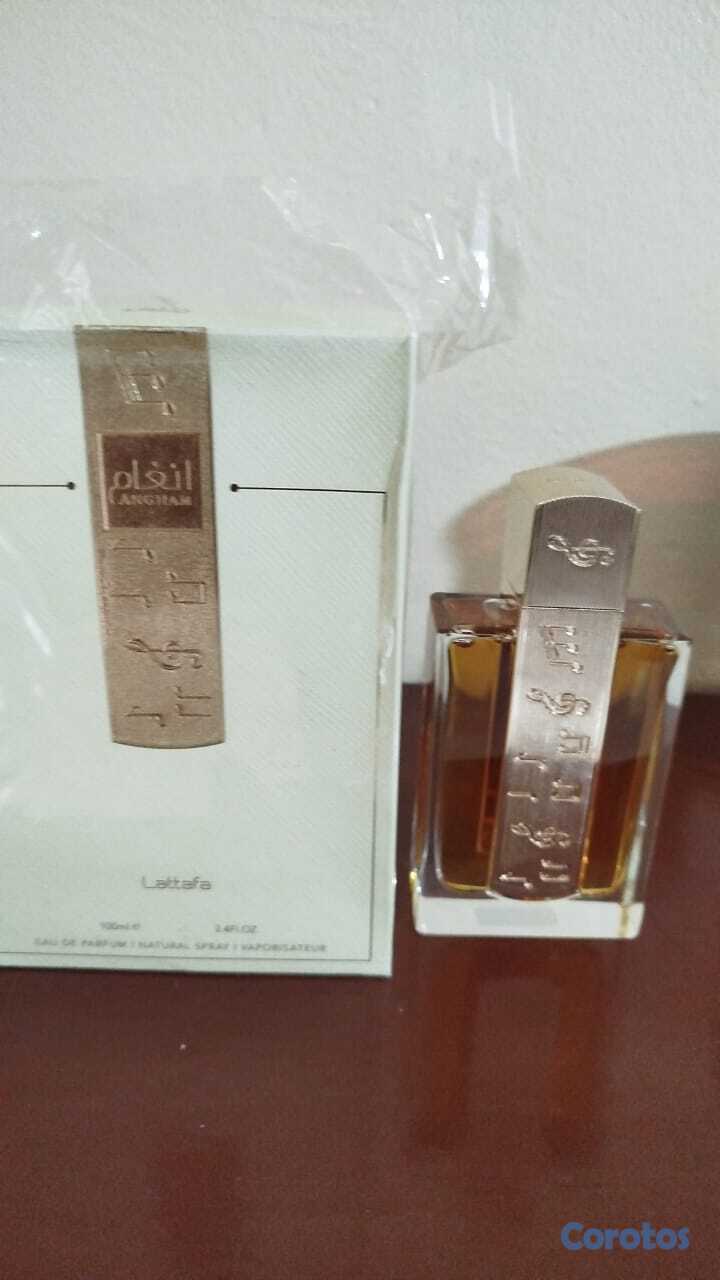 انغام
ANGHAM
Lattafa
100ml e 3.4FL.OZ
EAU DE PARFUM | NATURAL SPRAY | VAPORISATEUR
Corotos